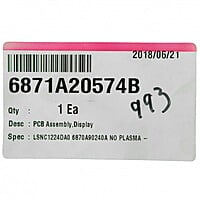 2018/06/21
6871A20574B
Qty : 1 Ea
993
Desc : PCB Assembly,Display
Spec : LSNC1224DA0 6870A90240A NO PLASMA -